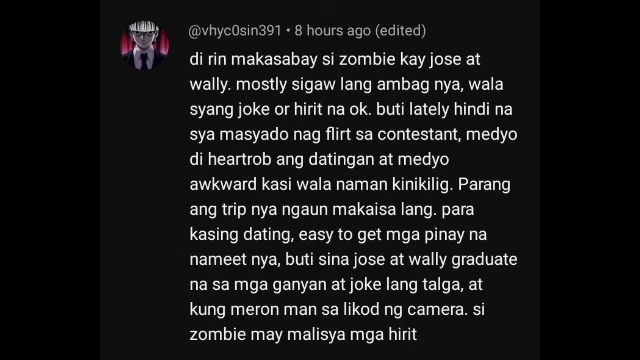 @vhyc0sin391 • 8 hours ago (edited)
di rin makasabay si zombie kay jose at
wally. mostly sigaw lang ambag nya, wala
syang joke or hirit na ok. buti lately hindi na
sya masyado nag flirt sa contestant, medyo
di heartrob ang datingan at medyo
awkward kasi wala naman kinikilig. Parang
ang trip nya ngaun makaisa lang. para
kasing dating, easy to get mga pinay na
nameet nya, buti sina jose at wally graduate
na sa mga ganyan at joke lang talga, at
kung meron man sa likod ng camera. si
zombie may malisya mga hirit